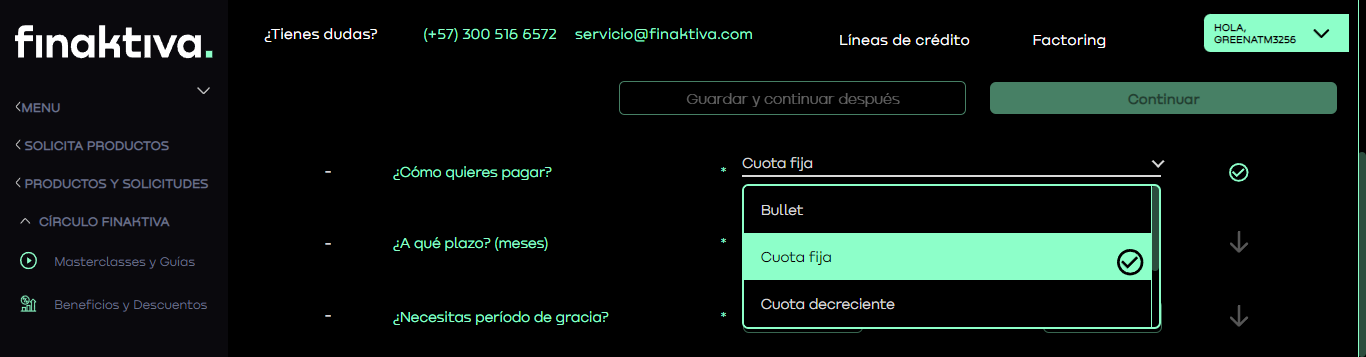 finaktiva.
¿Tienes dudas? (+57) 300 516 6572 servicio@finaktiva.com
Líneas de crédito Factoring
HOLA,
GREENATM3256
MENU
SOLICITA PRODUCTOS
PRODUCTOS Y SOLICITUDES
CÍRCULO FINAKTIVA
Masterclasses y Guias
Beneficios y Descuentos
Guardar y continuar después Continuar
- ¿Cómo quieres pagar? * Cuota fija
Bullet
- ¿A qué plazo? (meses) *
Cuota fija
Cuota decreciente
- ¿Necesitas período de gracia? *